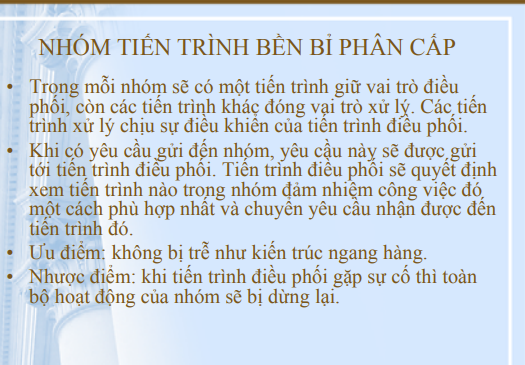 NHÓM TIẾN TRÌNH BỀN BỈ PHÂN CẤP
• Trong mỗi nhóm sẽ có một tiến trình giữ vai trò điều
phối, còn các tiến trình khác đóng vai trò xử lý. Các tiến
trình xử lý chịu sự điều khiển của tiến trình điều phối.
• Khi có yêu cầu gửi đến nhóm, yêu cầu này sẽ được gửi
tới tiến trình điều phối. Tiến trình điều phối sẽ quyết định
xem tiến trình nào trong nhóm đảm nhiệm công việc đó
một cách phù hợp nhất và chuyển yêu cầu nhận được đến
tiến trình đó.
• Ưu điểm: không bị trễ như kiến trúc ngang hàng.
• Nhược điểm: khi tiến trình điều phối gặp sự cố thì toàn
bộ hoạt động của nhóm sẽ bị dừng lại.